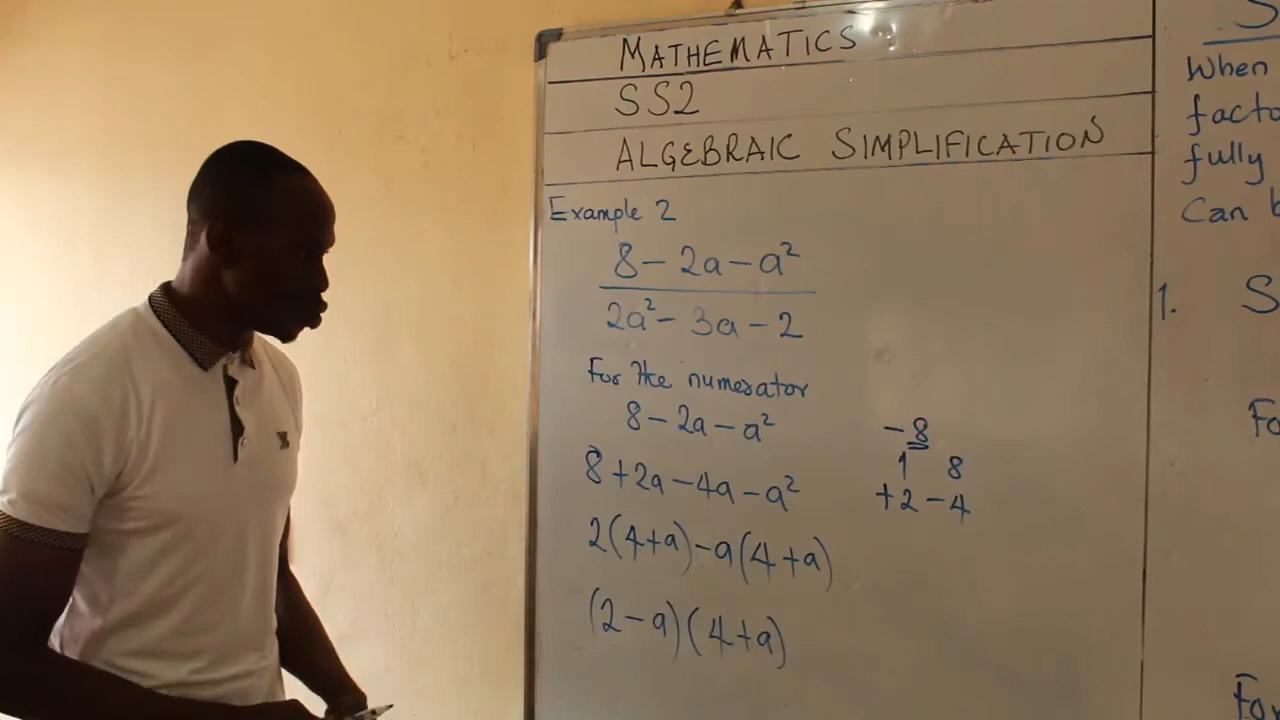 MATHEMATICS
SS2
ALGEBRAIC SIMPLIFICATION
Example 2
8 - 2a - a²
2a² - 3a - 2
For the numerator
8 - 2a - a²
8 + 2a - 4a - a²
2(4+a) - a(4+a)
(2-a)(4+a)
-8
1 8
+2 -4
When
fully
Can
1.